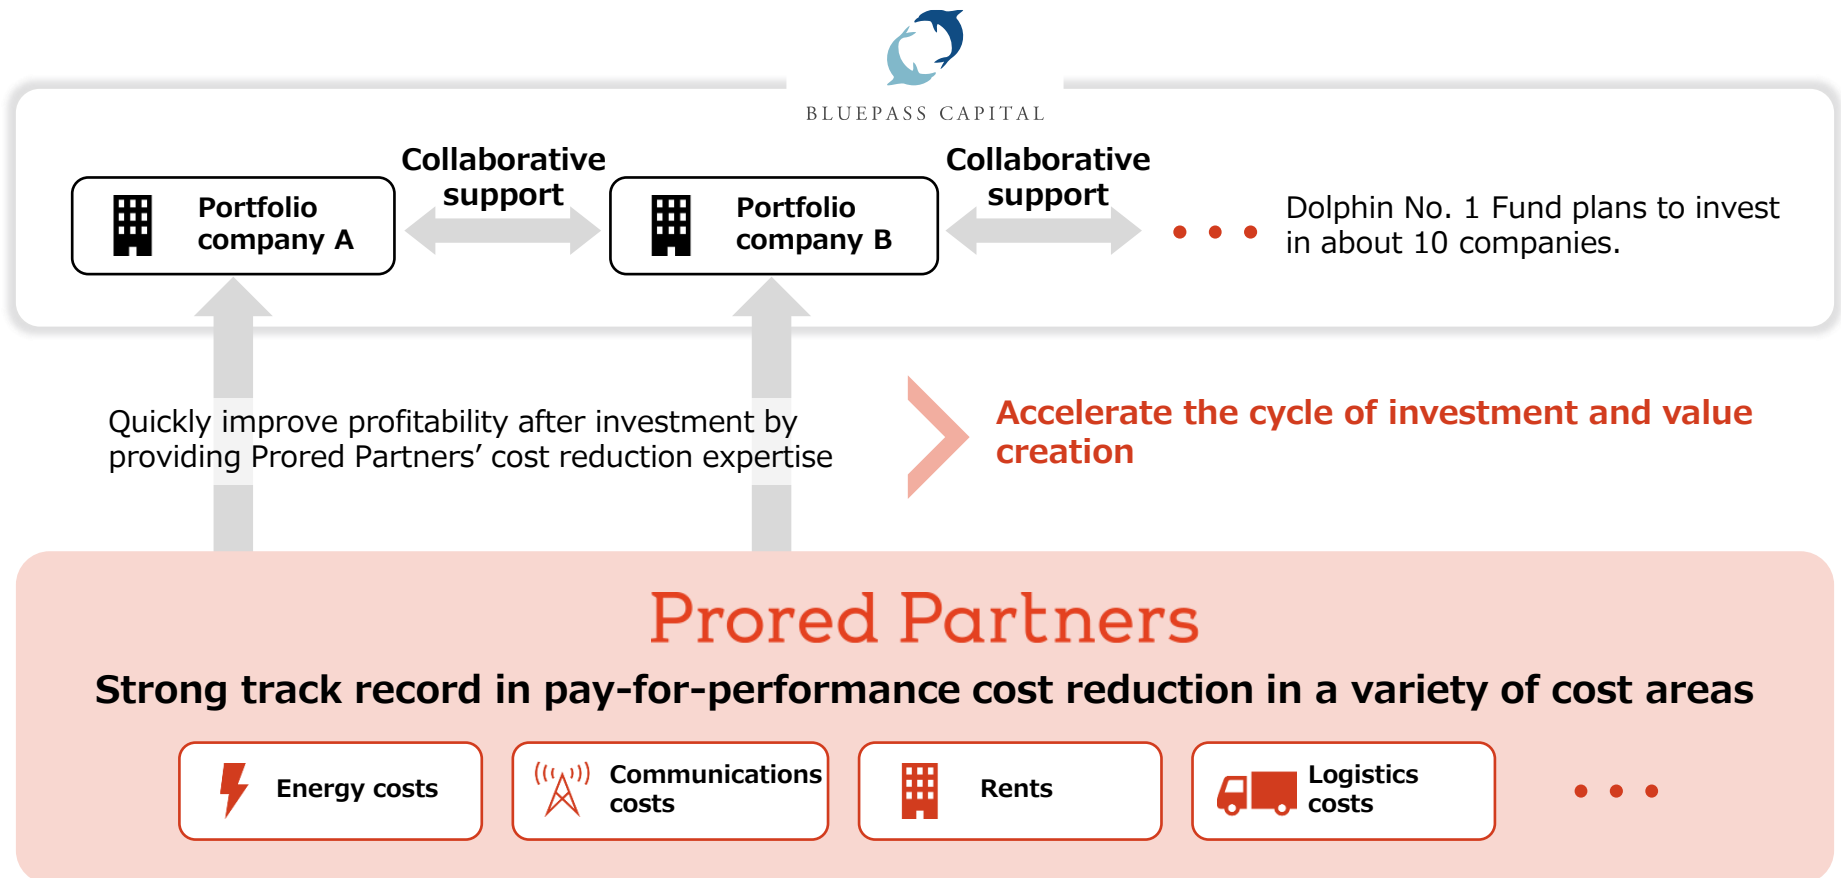 BLUEPASS CAPITAL
Collaborative
support
Collaborative
support
Portfolio
company A
Portfolio
company B
Dolphin No. 1 Fund plans to invest
in about 10 companies.
Quickly improve profitability after investment by
providing Prored Partners’ cost reduction expertise
Accelerate the cycle of investment and value
creation
Prored Partners
Strong track record in pay-for-performance cost reduction in a variety of cost areas
Energy costs
Communications
costs
Rents
Logistics
costs